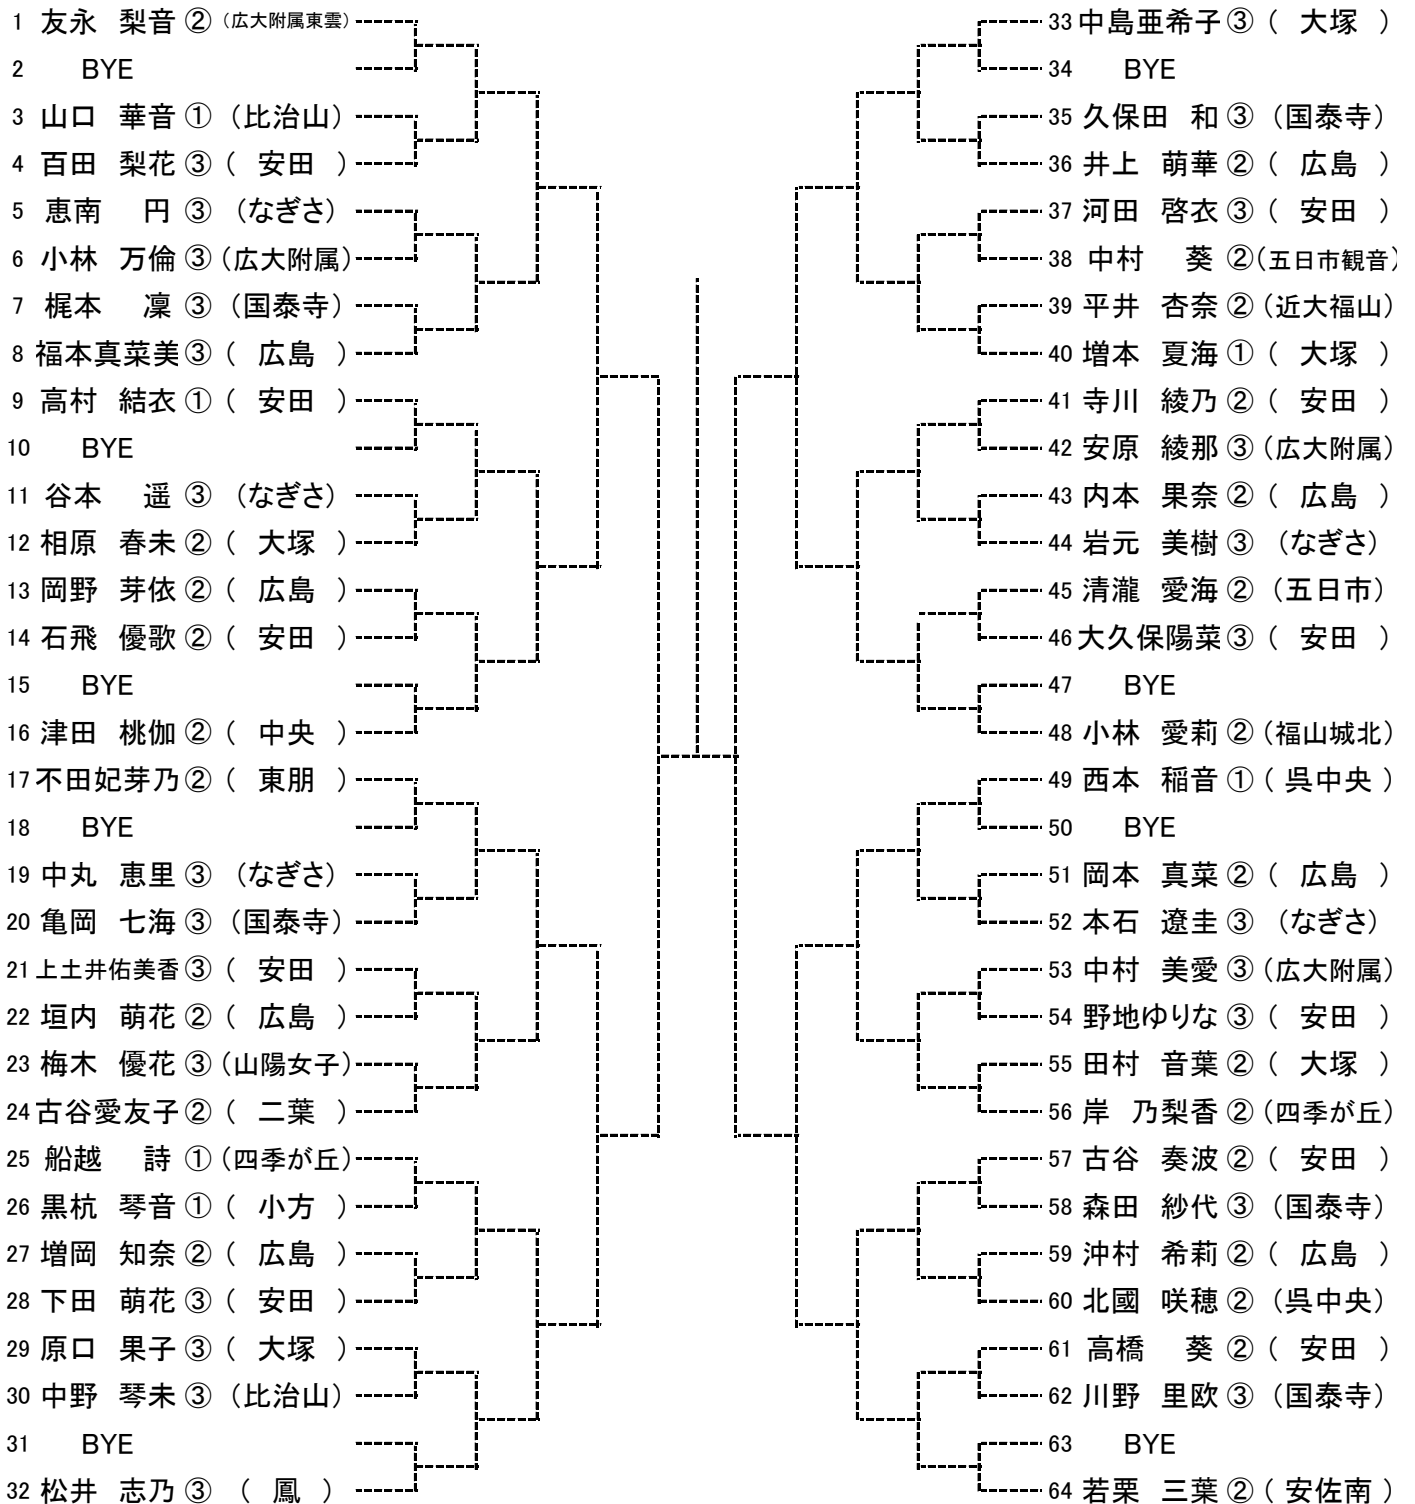 1 友永 梨音 ② （広大附属東雲）
2 BYE
3 山口 華音 ① （比治山）
4 百田 梨花 ③ （ 安田 ）
5 恵南 円 ③ （なぎさ）
6 小林 万倫 ③ （広大附属）
7 梶本 凜 ③ （国泰寺）
8 福本真菜美 ③ （ 広島 ）
9 高村 結衣 ① （ 安田 ）
10 BYE
11 谷本 遥 ③ （なぎさ）
12 相原 春未 ② （ 大塚 ）
13 岡野 芽依 ② （ 広島 ）
14 石飛 優歌 ② （ 安田 ）
15 BYE
16 津田 桃伽 ② （ 中央 ）
17 不田妃芽乃 ② （ 東朋 ）
18 BYE
19 中丸 恵里 ③ （なぎさ）
20 亀岡 七海 ③ （国泰寺）
21 上土井佑美香 ③ （ 安田 ）
22 垣内 萌花 ② （ 広島 ）
23 梅木 優花 ③ （山陽女子）
24 古谷愛友子 ② （ 二葉 ）
25 船越 詩 ① （四季が丘）
26 黒杭 琴音 ① （ 小方 ）
27 増岡 知奈 ② （ 広島 ）
28 下田 萌花 ③ （ 安田 ）
29 原口 果子 ③ （ 大塚 ）
30 中野 琴未 ③ （比治山）
31 BYE
32 松井 志乃 ③ （ 鳳 ）
33 中島亜希子 ③ （ 大塚 ）
34 BYE
35 久保田 和 ③ （国泰寺）
36 井上 萌華 ② （ 広島 ）
37 河田 啓衣 ③ （ 安田 ）
38 中村 葵 ② （五日市観音）
39 平井 杏奈 ② （近大福山）
40 増本 夏海 ① （ 大塚 ）
41 寺川 綾乃 ② （ 安田 ）
42 安原 綾那 ③ （広大附属）
43 内本 果奈 ② （ 広島 ）
44 岩元 美樹 ③ （なぎさ）
45 清瀧 愛海 ② （五日市）
46 大久保陽菜 ③ （ 安田 ）
47 BYE
48 小林 愛莉 ② （福山城北）
49 西本 稲音 ① （ 呉中央 ）
50 BYE
51 岡本 真菜 ② （ 広島 ）
52 本石 遼圭 ③ （なぎさ）
53 中村 美愛 ③ （広大附属）
54 野地ゆりな ③ （ 安田 ）
55 田村 音葉 ② （ 大塚 ）
56 岸 乃梨香 ② （四季が丘）
57 古谷 奏波 ② （ 安田 ）
58 森田 紗代 ③ （国泰寺）
59 沖村 希莉 ② （ 広島 ）
60 北國 咲穂 ② （呉中央）
61 高橋 葵 ② （ 安田 ）
62 川野 里欧 ③ （国泰寺）
63 BYE
64 若栗 三葉 ② （ 安佐南 ）